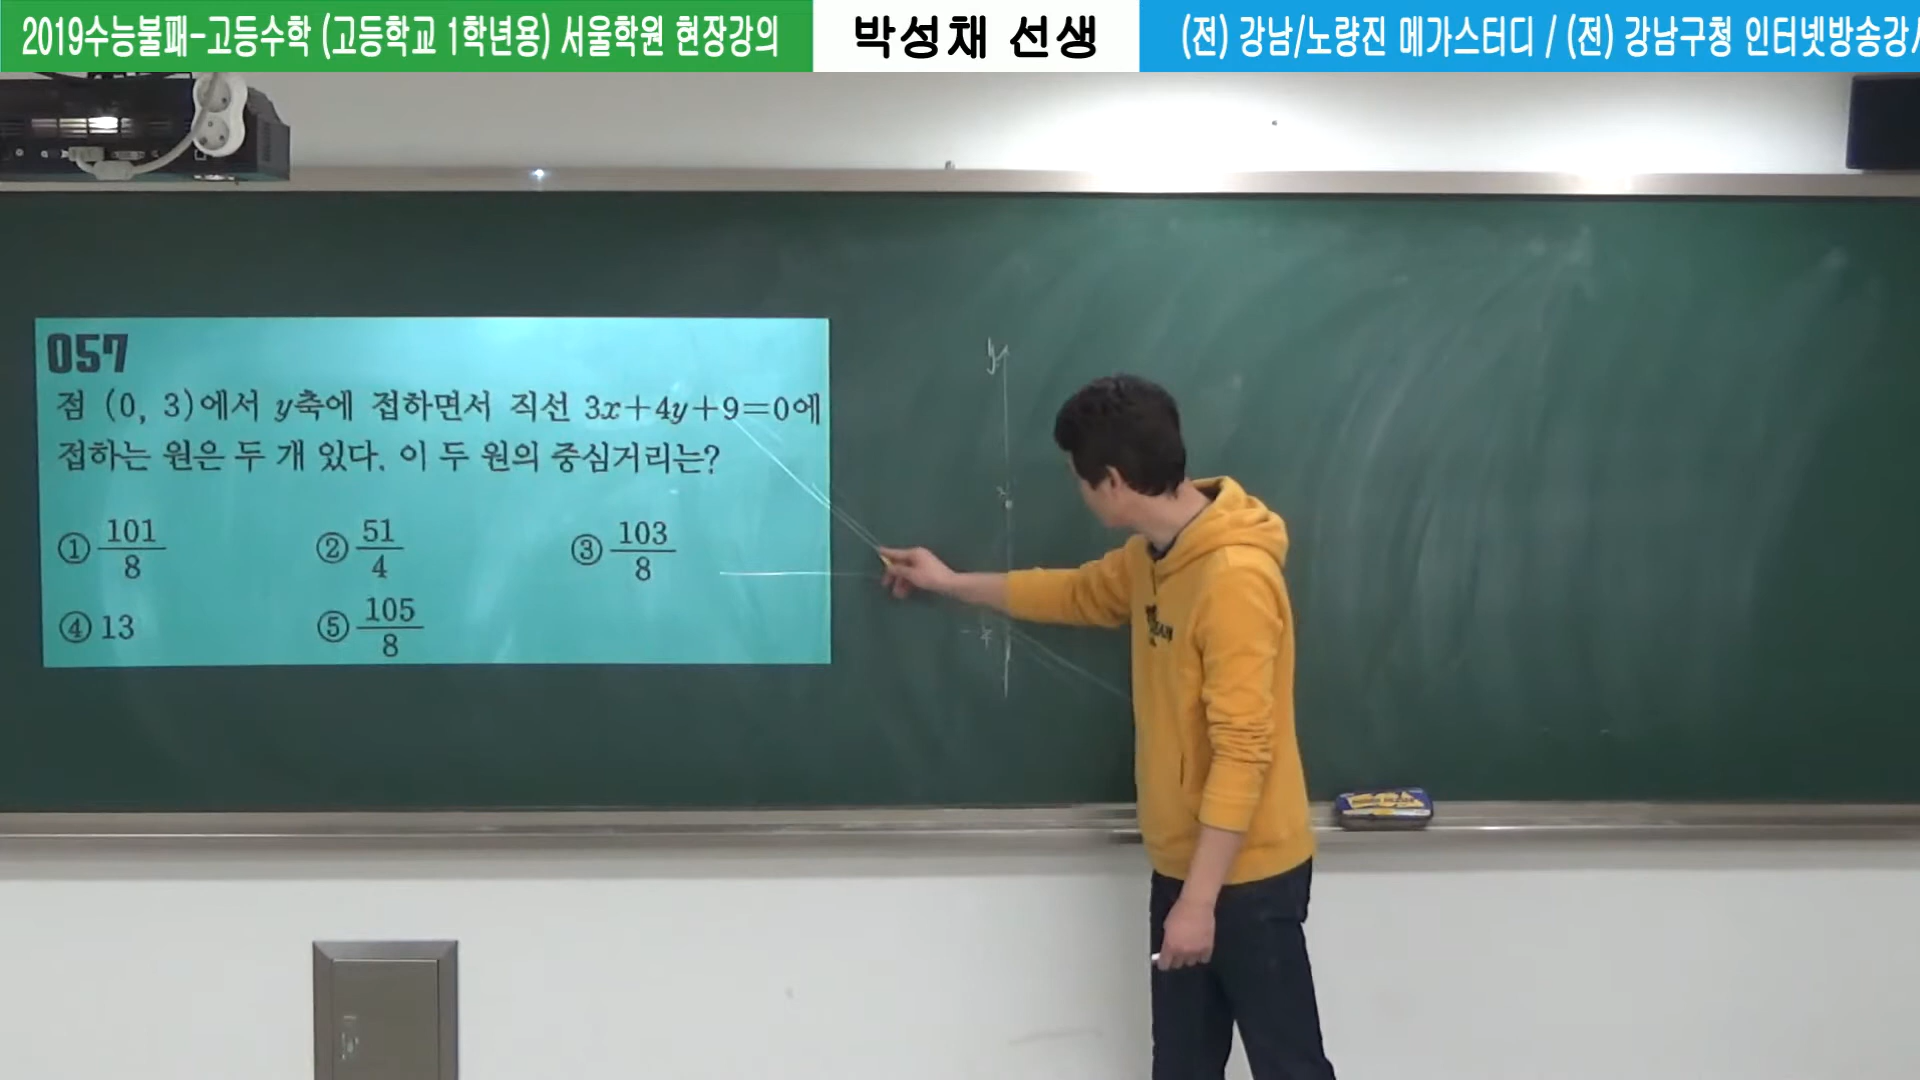 2019수능불패-고등수학 (고등학교 1학년용) 서울학원 현장강의
박성채 선생
(전) 강남/노량진 메가스터디 / (전) 강남구청 인터넷방송강사
057
점 (0, 3)에서 y축에 접하면서 직선 3x+4y+9=0에
접하는 원은 두 개 있다. 이 두 원의 중심거리는?
① 101/8 ② 51/4 ③ 103/8
④ 13 ⑤ 105/8
y